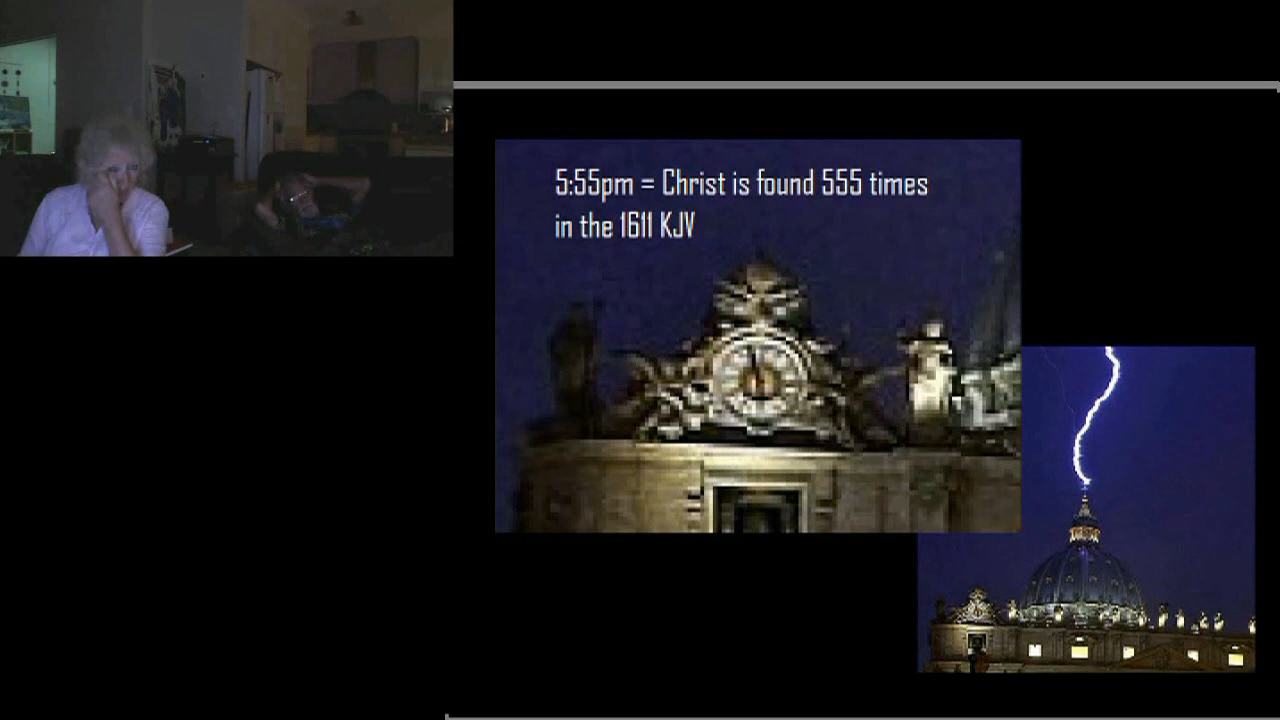 5:55pm = Christ is found 555 times
in the 1611 KJV